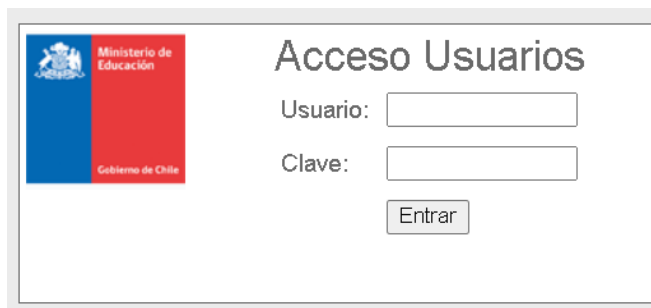 Ministerio de
Educación
Gobierno de Chile
Acceso Usuarios
Usuario:
Clave:
Entrar